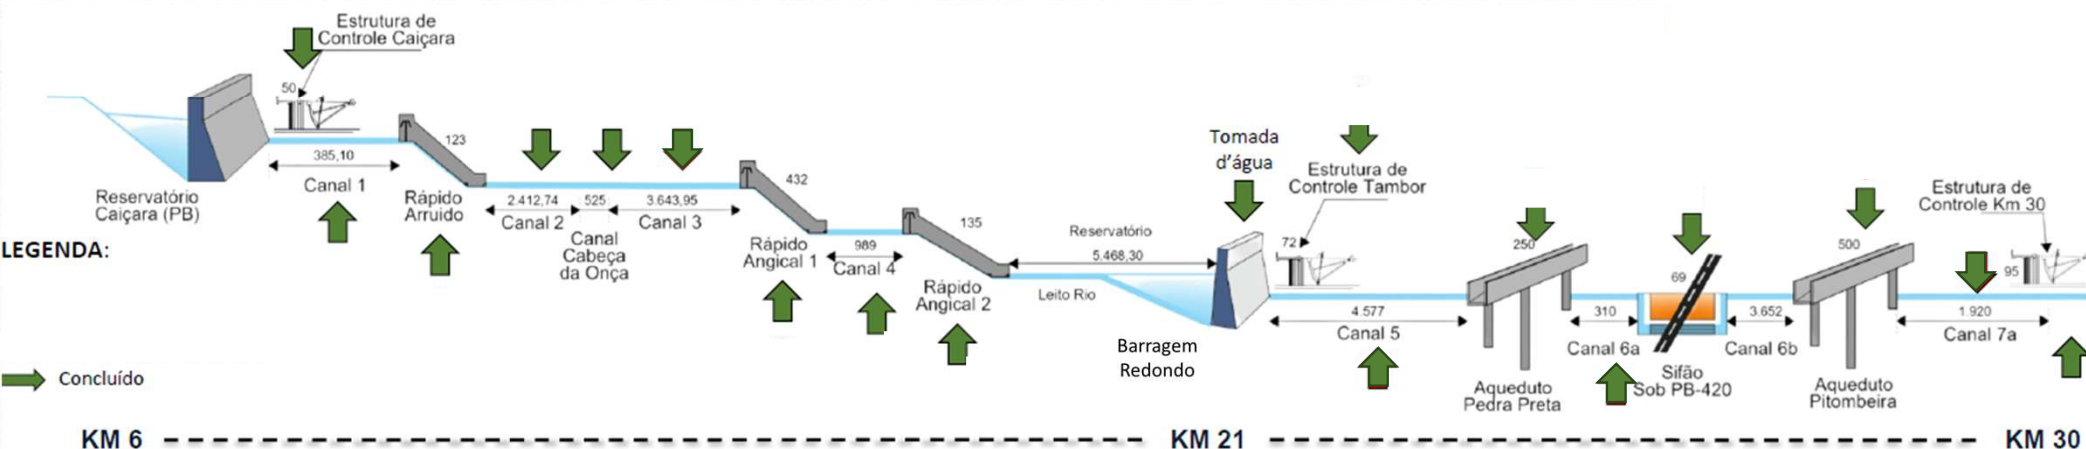 Estrutura de
Controle Caiçara
50
385,10
Canal 1
Reservatório
Caiçara (PB)
123
Rápido
Arruido
2.412,74
Canal 2
525
Canal
Cabeça
da Onça
3.643,95
Canal 3
432
Rápido
Angical 1
989
Canal 4
135
Rápido
Angical 2
Reservatório
5.468,30
Leito Rio
Barragem
Redondo
Tomada
d'água
Estrutura de
Controle Tambor
72
4.577
Canal 5
250
Aqueduto
Pedra Preta
310
Canal 6a
69
Sifão
Sob PB-420
3.652
Canal 6b
500
Aqueduto
Pitombeira
Estrutura de
Controle Km 30
95
1.920
Canal 7a
LEGENDA:
Concluído
KM 6
KM 21
KM 30